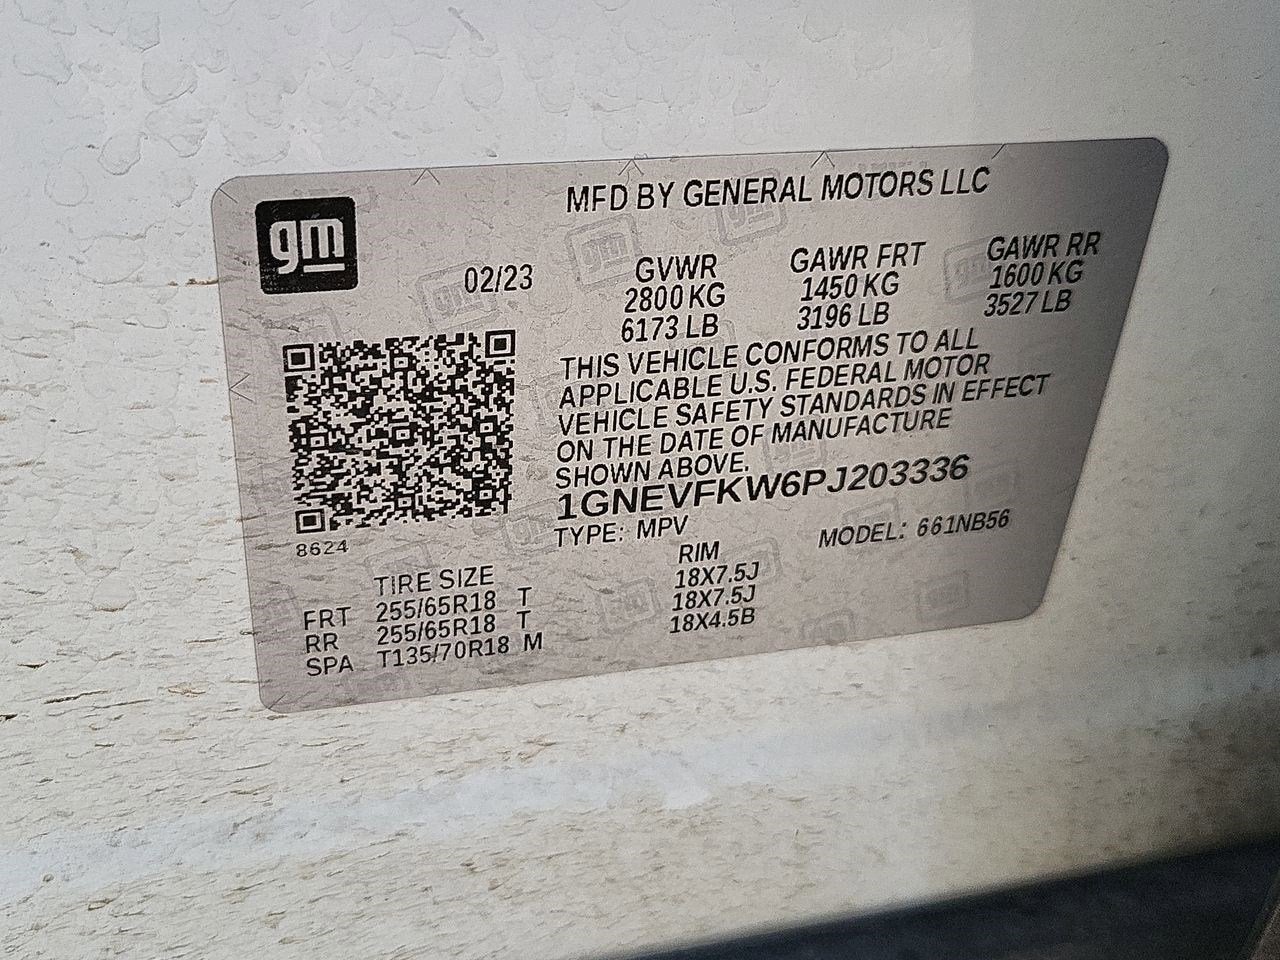 gm
MFD BY GENERAL MOTORS LLC
02/23
GVWR GAWR FRT GAWR RR
2800 KG 1450 KG 1600 KG
6173 LB 3196 LB 3527 LB
THIS VEHICLE CONFORMS TO ALL
APPLICABLE U.S. FEDERAL MOTOR
VEHICLE SAFETY STANDARDS IN EFFECT
ON THE DATE OF MANUFACTURE
SHOWN ABOVE.
1GNEVFKW6PJ203336
TYPE: MPV MODEL: 661NB56
8624
TIRE SIZE RIM
FRT 255/65R18 T 18X7.5J
RR 255/65R18 T 18X7.5J
SPA T135/70R18 M 18X4.5B